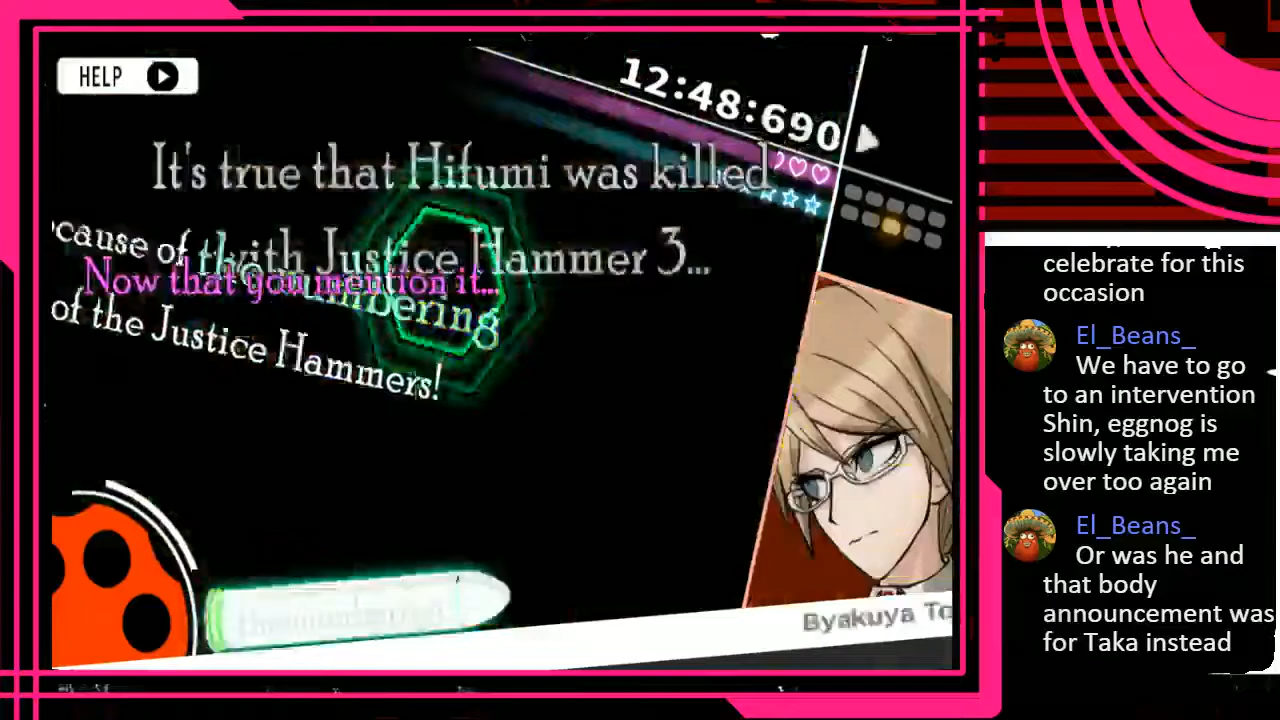 HELP
12:48:690
It's true that Hifumi was killed
with Justice Hammer 3...
cause of the numbering
Now that you mention it...
of the Justice Hammers!
Byakuya To
celebrate for this
occasion
El_Beans_
We have to go
to an intervention
Shin, eggnog is
slowly taking me
over too again
El_Beans_
Or was he and
that body
announcement was
for Taka instead